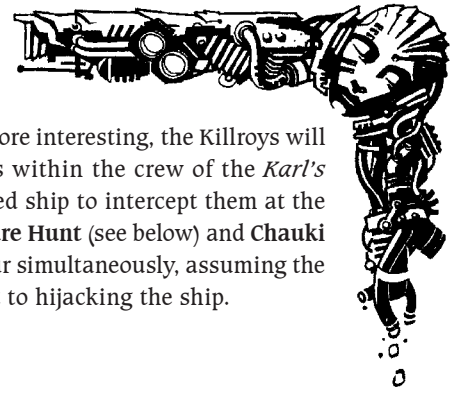 ore interesting, the Killroys will
s within the crew of the Karl's
ed ship to intercept them at the
re Hunt (see below) and Chauki
ur simultaneously, assuming the
to hijacking the ship.